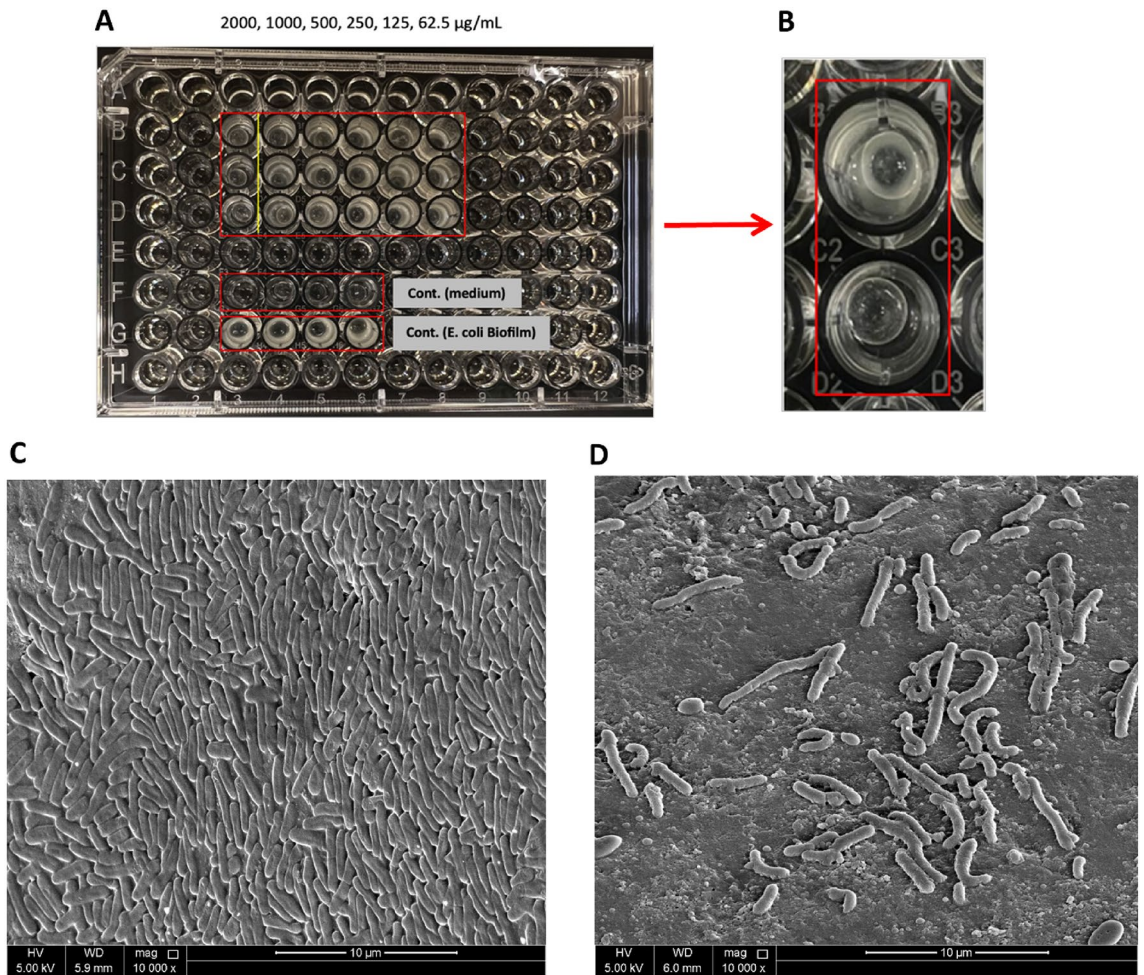 A
2000, 1000, 500, 250, 125, 62.5 µg/mL
B
A
B
C
D
E
F
G
H
Cont. (medium)
Cont. (E. coli Biofilm)
1 2 3 4 5 6 7 8 9 10 11 12
B B3
C2 C3
D2 D3
C
D
HV WD mag
5.00 kV 5.9 mm 10 000 x
10 µm
HV WD mag
5.00 kV 6.0 mm 10 000 x
10 µm